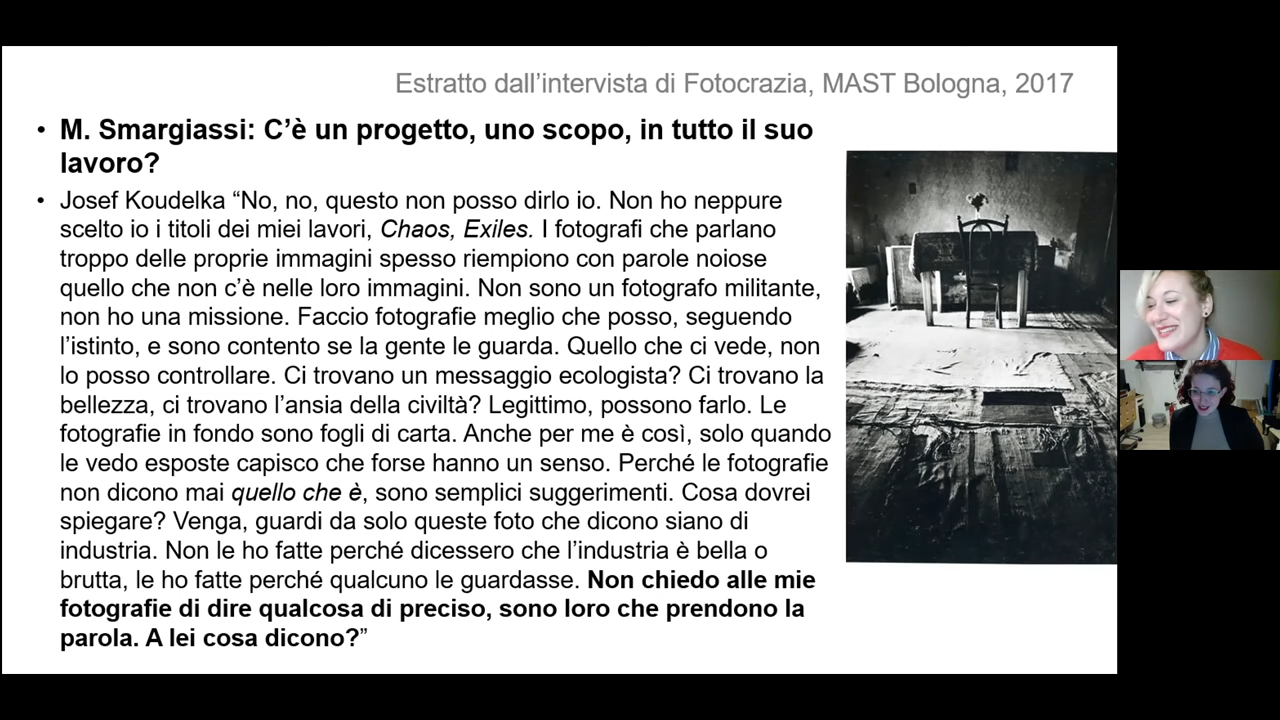 Estratto dall’intervista di Fotocrazia, MAST Bologna, 2017
• M. Smargiassi: C’è un progetto, uno scopo, in tutto il suo
lavoro?
• Josef Koudelka “No, no, questo non posso dirlo io. Non ho neppure
scelto io i titoli dei miei lavori, Chaos, Exiles. I fotografi che parlano
troppo delle proprie immagini spesso riempiono con parole noiose
quello che non c’è nelle loro immagini. Non sono un fotografo militante,
non ho una missione. Faccio fotografie meglio che posso, seguendo
l’istinto, e sono contento se la gente le guarda. Quello che ci vede, non
lo posso controllare. Ci trovano un messaggio ecologista? Ci trovano la
bellezza, ci trovano l’ansia della civiltà? Legittimo, possono farlo. Le
fotografie in fondo sono fogli di carta. Anche per me è così, solo quando
le vedo esposte capisco che forse hanno un senso. Perché le fotografie
non dicono mai quello che è, sono semplici suggerimenti. Cosa dovrei
spiegare? Venga, guardi da solo queste foto che dicono siano di
industria. Non le ho fatte perché dicessero che l’industria è bella o
brutta, le ho fatte perché qualcuno le guardasse. Non chiedo alle mie
fotografie di dire qualcosa di preciso, sono loro che prendono la
parola. A lei cosa dicono?”